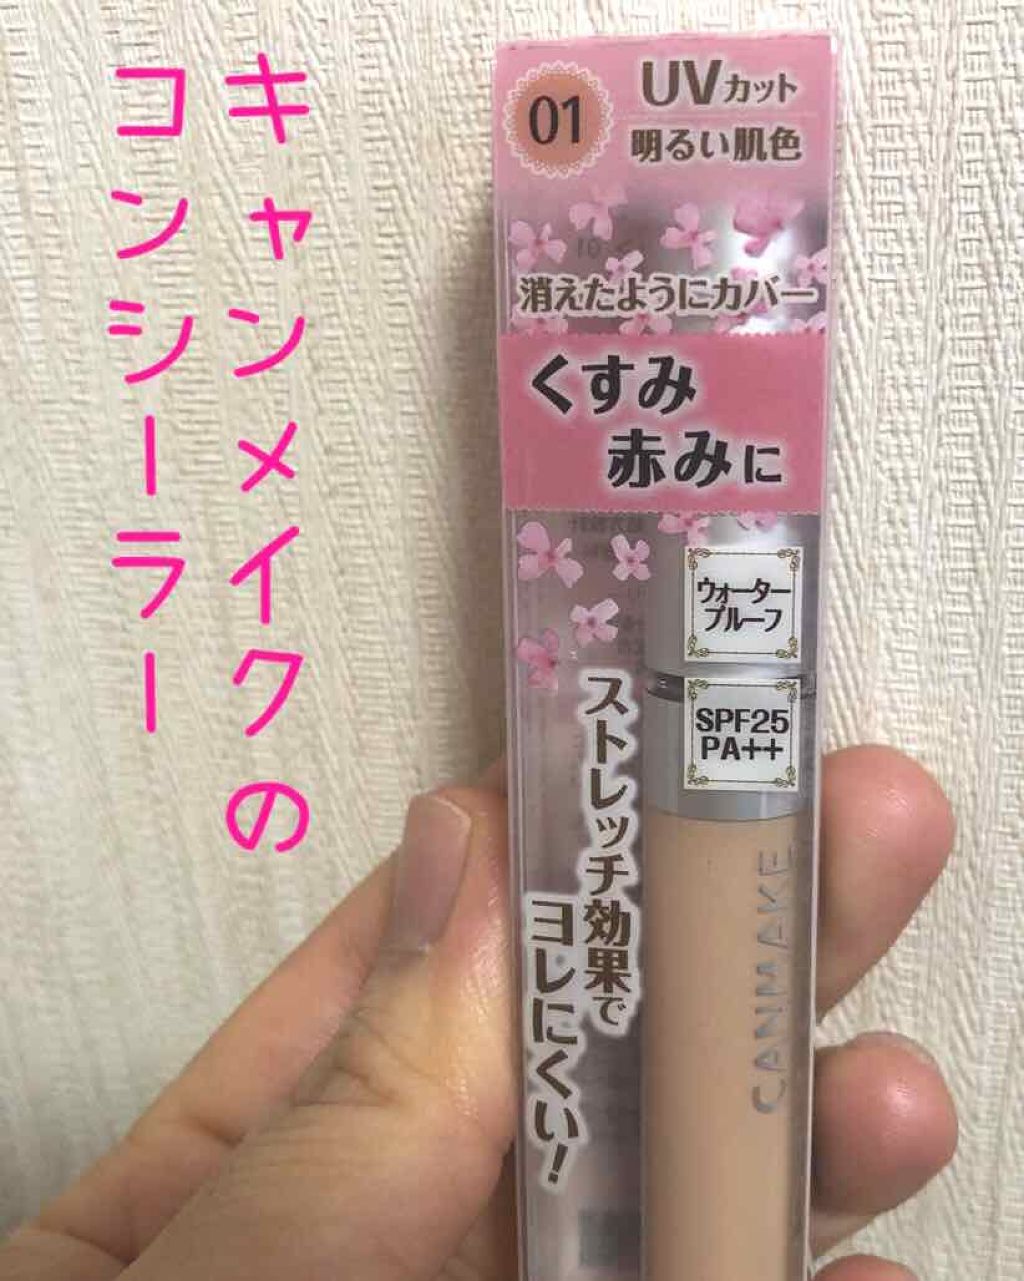 キャンメイクの
コンシーラー
01
UVカット
明るい肌色
消えたようにカバー
くすみ
赤みに
ウォーター
プルーフ
SPF25
PA++
ストレッチ効果で
ヨレにくい!
CANMAKE